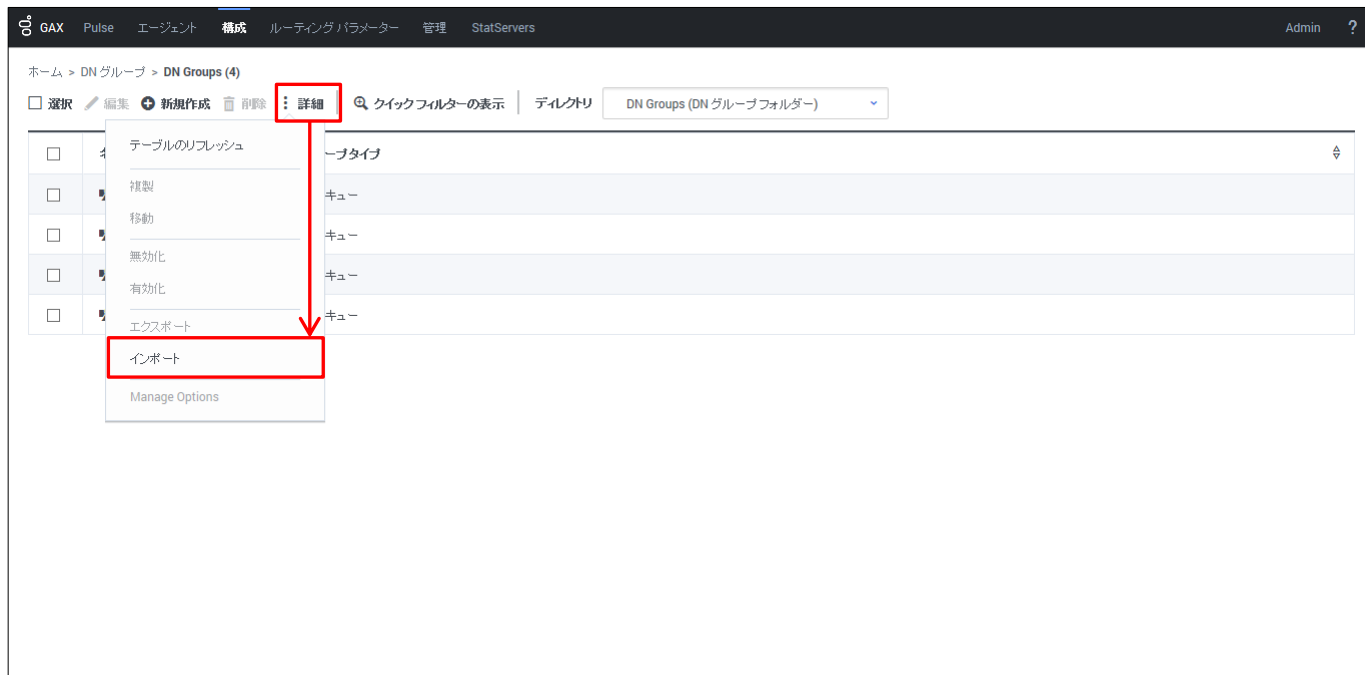 GAX Pulse エージェント 構成 ルーティング パラメーター 管理 StatServers Admin ?
ホーム > DN グループ > DN Groups (4)
選択 編集 新規作成 削除 詳細 クイック フィルターの表示 ディレクトリ DN Groups (DN グループ フォルダー)
テーブルのリフレッシュ
ープタイプ
複製
キュー
移動
キュー
無効化
キュー
有効化
キュー
エクスポート
インポート
Manage Options